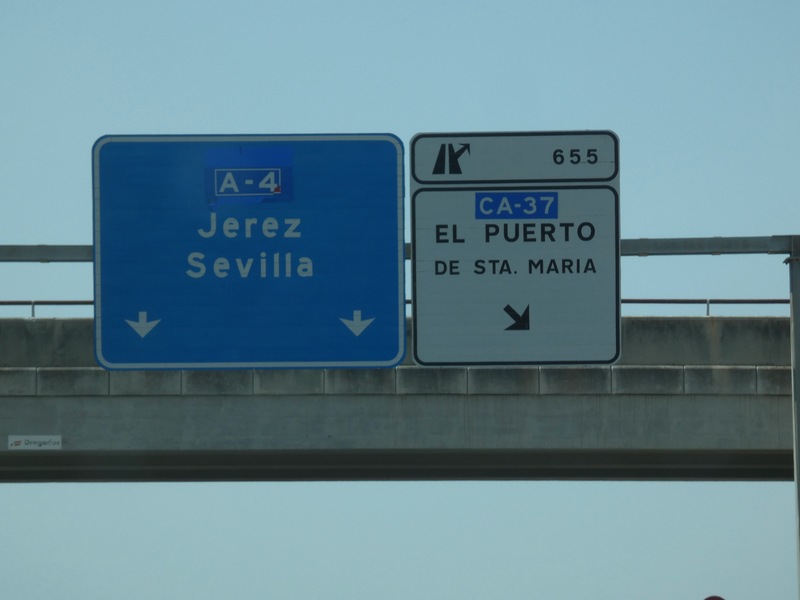 A-4
Jerez
Sevilla
655
CA-37
EL PUERTO
DE STA. MARIA